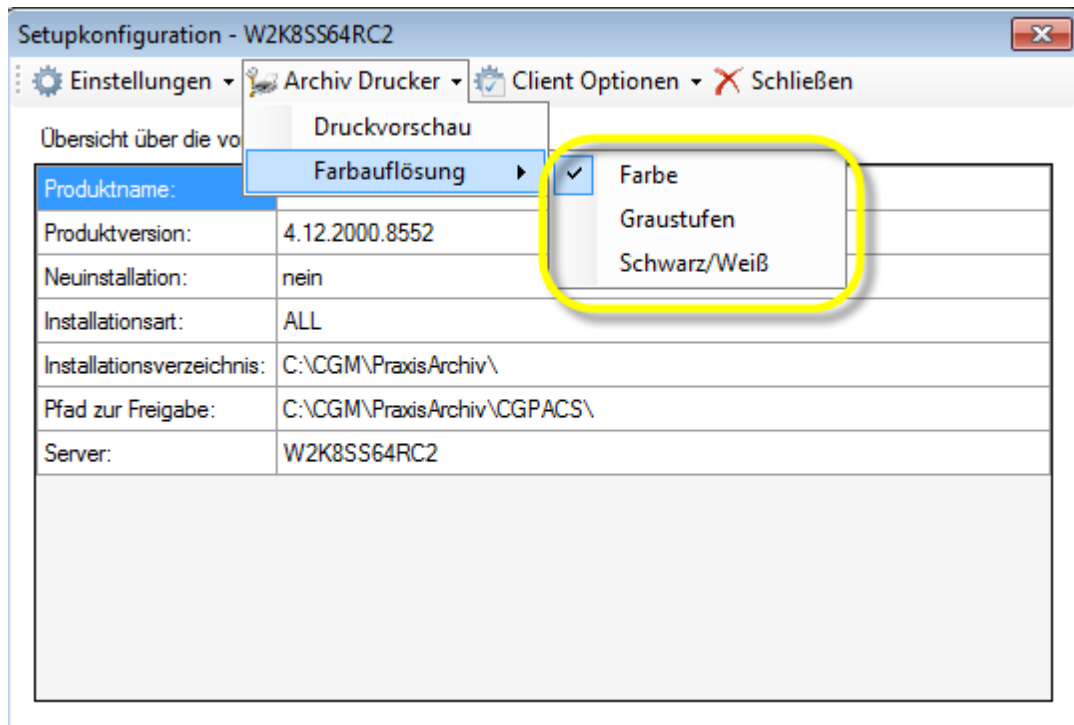 Setupkonfiguration - W2K8SS64RC2
Einstellungen Archiv Drucker Client Optionen Schließen
Druckvorschau
Übersicht über die
Farbauflösung
Farbe
Graustufen
Schwarz/Weiß
Produktname:
Produktversion: 4.12.2000.8552
Neuinstallation: nein
Installationsart: ALL
Installationsverzeichnis: C:\CGM\PraxisArchiv\
Pfad zur Freigabe: C:\CGM\PraxisArchiv\CGPACS\
Server: W2K8SS64RC2